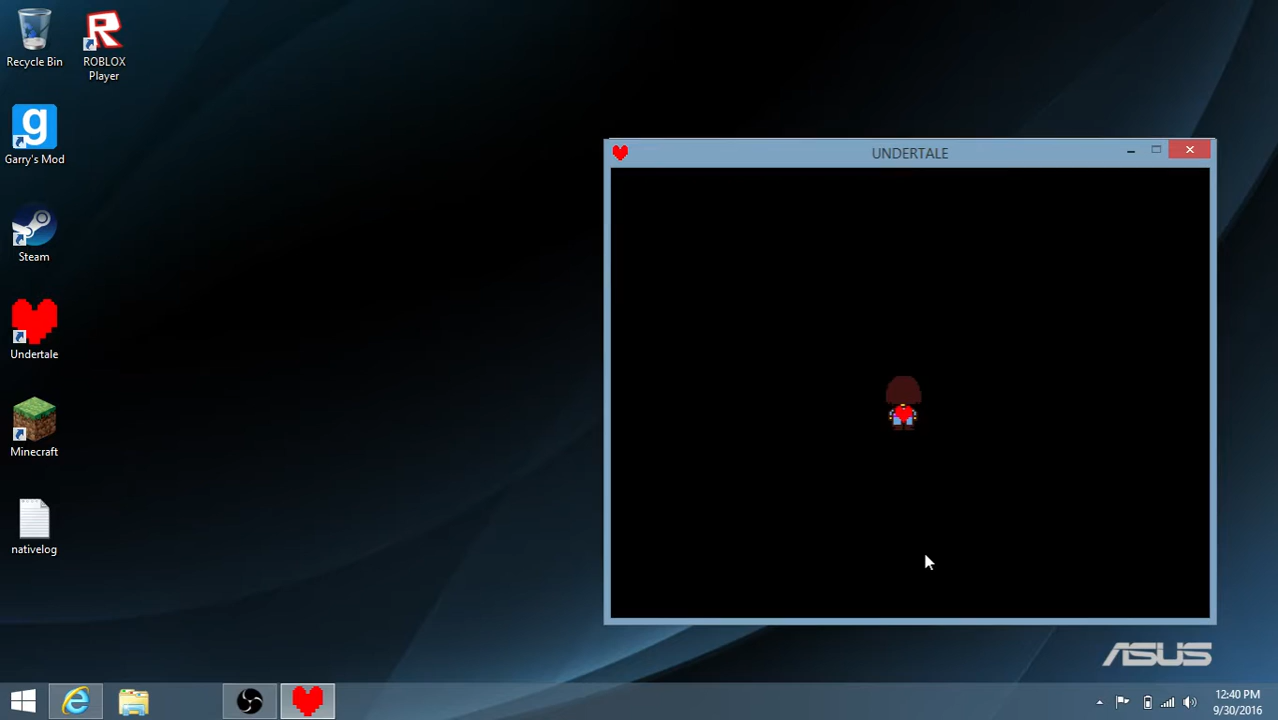 Recycle Bin
ROBLOX
Player
Garry's Mod
Steam
Undertale
Minecraft
nativelog
UNDERTALE
ASUS
12:40 PM
9/30/2016